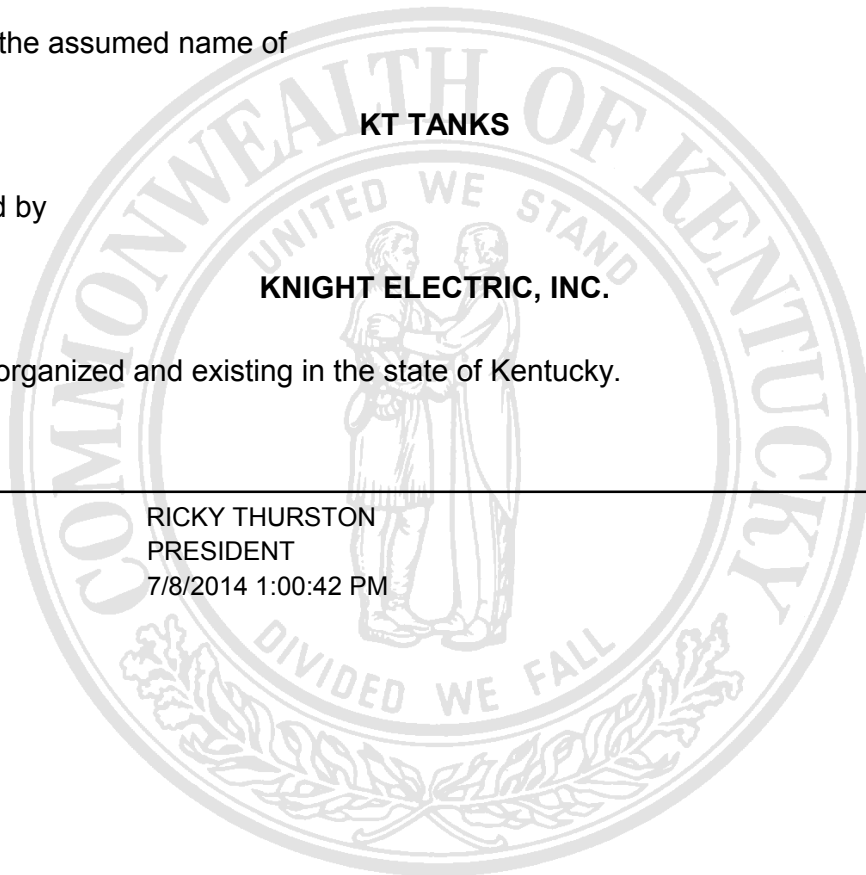 the assumed name of
KT TANKS
d by
KNIGHT ELECTRIC, INC.
organized and existing in the state of Kentucky.
RICKY THURSTON
PRESIDENT
7/8/2014 1:00:42 PM
COMMONWEALTH OF KENTUCKY
UNITED WE STAND
DIVIDED WE FALL